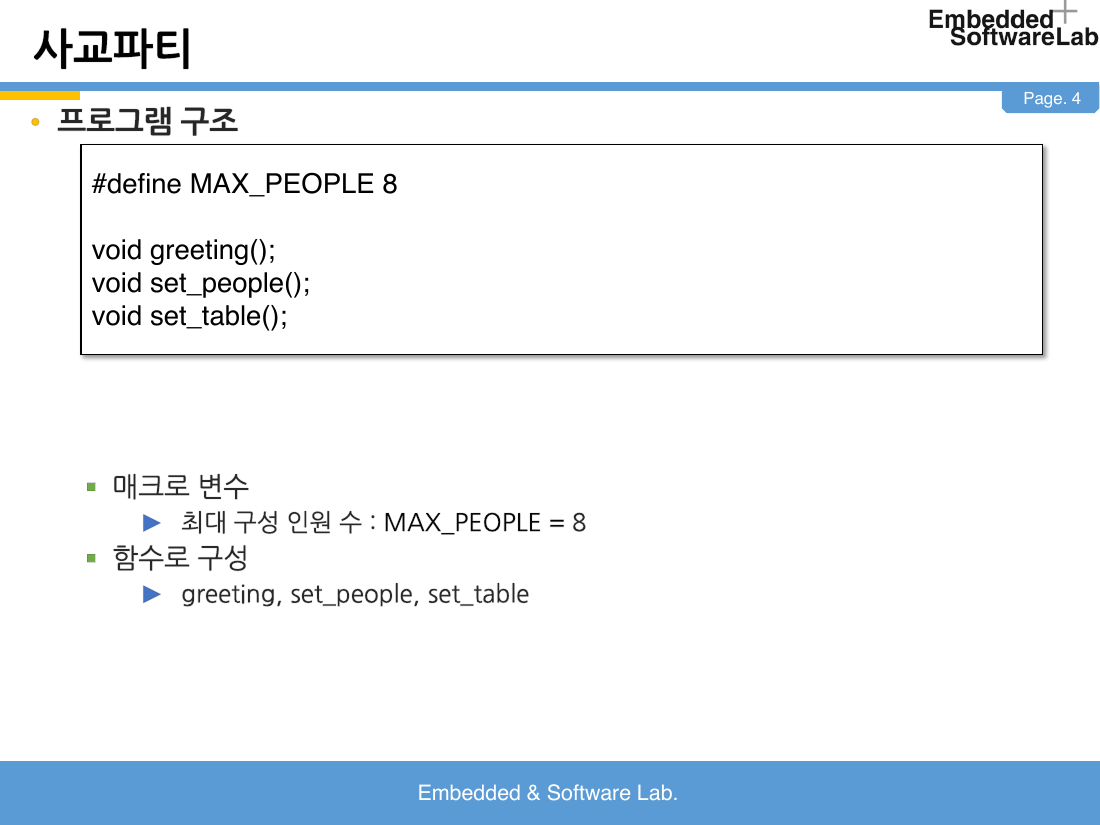 사교파티
Embedded
SoftwareLab
Page. 4
프로그램 구조
#define MAX_PEOPLE 8
void greeting();
void set_people();
void set_table();
매크로 변수
최대 구성 인원 수 : MAX_PEOPLE = 8
함수로 구성
greeting, set_people, set_table
Embedded & Software Lab.